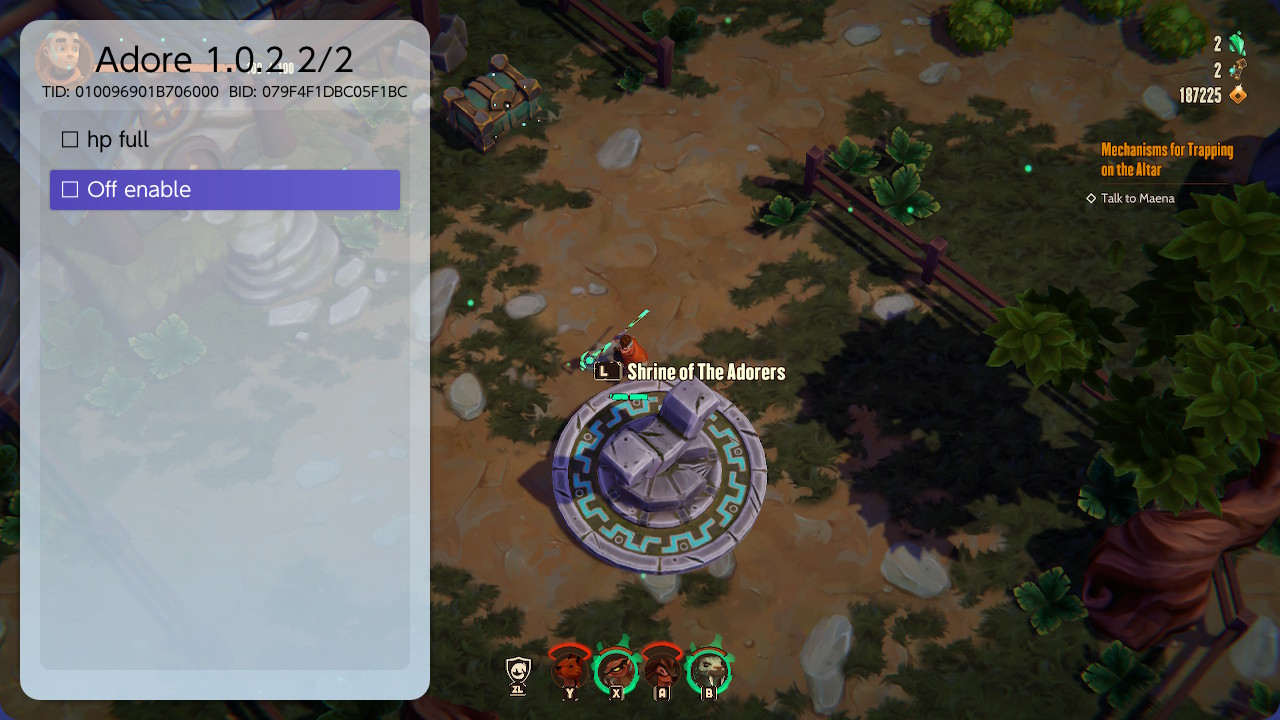 Adore 1.0.2 2/2
TID: 010096901B706000 BID: 079F4F1DBC05F1BC
hp full
Off enable
2
2
187225
Mechanisms for Trapping
on the Altar
Talk to Maena
L Shrine of The Adorers
ZL
Y
X
A
B